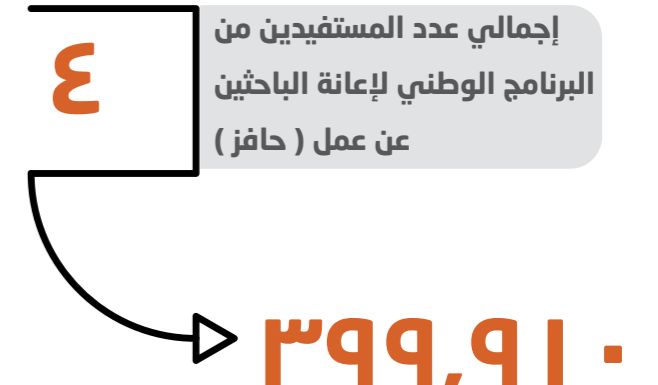 ٤
إجمالي عدد المستفيدين من
البرنامج الوطني لإعانة الباحثين
عن عمل ( حافز )
٣٩٩,٩١٠